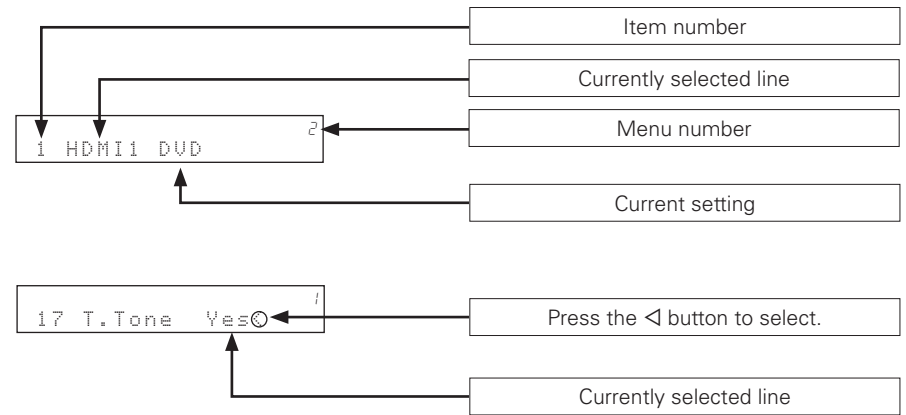 Item number
Currently selected line
Menu number
2
1 HDMI1 DVD
Current setting
1
17 T.Tone Yes
Press the ◁ button to select.
Currently selected line